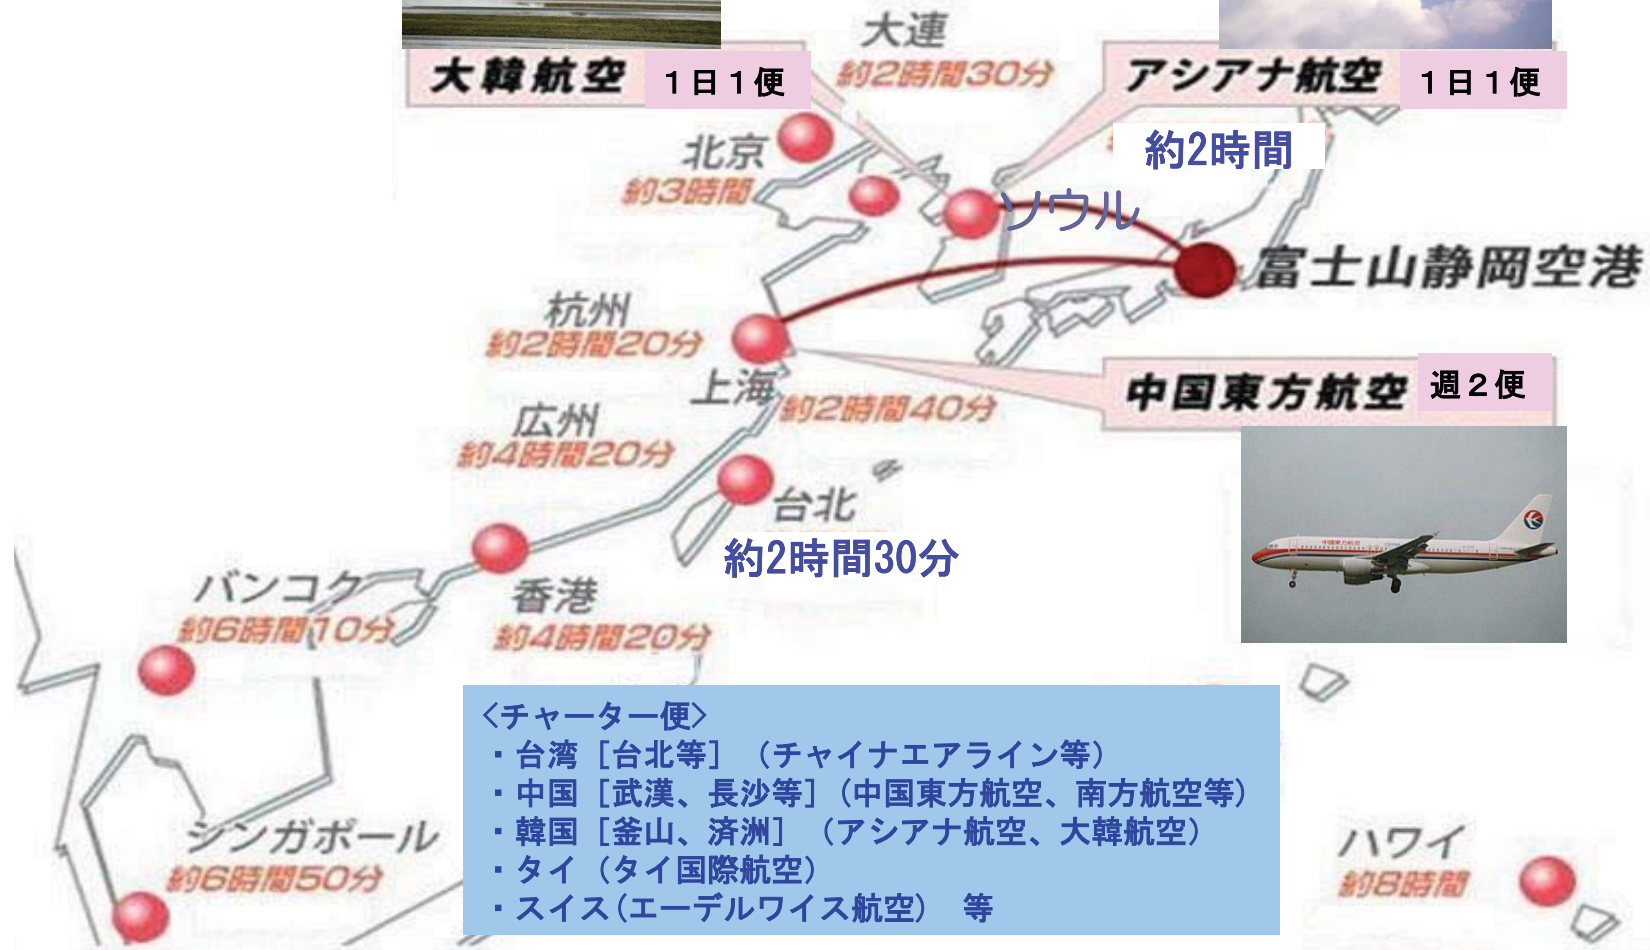 大連
約2時間30分
大韓航空 1日1便
アシアナ航空 1日1便
約2時間
北京
約3時間
ソウル
富士山静岡空港
杭州
約2時間20分
上海
約2時間40分
中国東方航空 週2便
広州
約4時間20分
台北
約2時間30分
中国東方航空
バンコク
約6時間10分
香港
約4時間20分
<チャーター便>
・台湾［台北等］（チャイナエアライン等）
・中国［武漢、長沙等］(中国東方航空、南方航空等)
・韓国［釜山、済洲］（アシアナ航空、大韓航空）
・タイ（タイ国際航空）
・スイス(エーデルワイス航空) 等
シンガポール
約6時間50分
ハワイ
約8時間